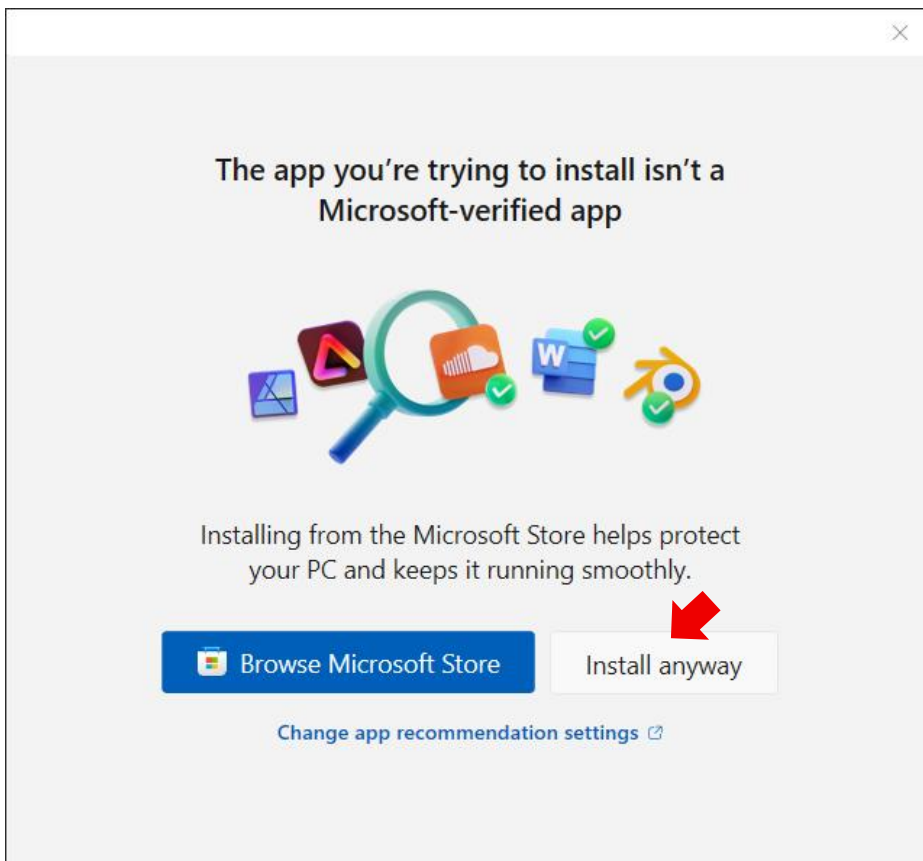 The app you’re trying to install isn’t a
Microsoft-verified app
W
Installing from the Microsoft Store helps protect
your PC and keeps it running smoothly.
Browse Microsoft Store
Install anyway
Change app recommendation settings